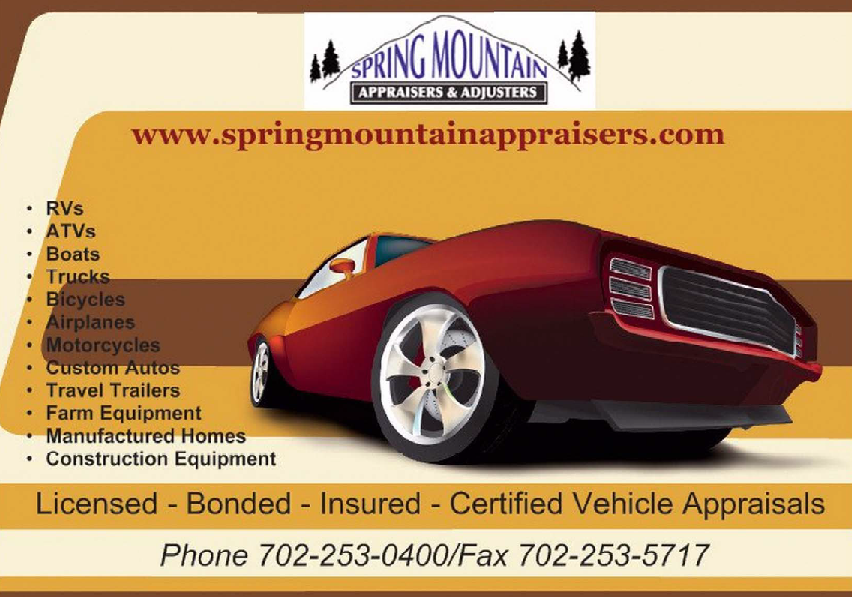 SPRING MOUNTAIN
APPRAISERS & ADJUSTERS
www.springmountainappraisers.com
• RVs
• ATVs
• Boats
• Trucks
• Bicycles
• Airplanes
• Motorcycles
• Custom Autos
• Travel Trailers
• Farm Equipment
• Manufactured Homes
• Construction Equipment
Licensed - Bonded - Insured - Certified Vehicle Appraisals
Phone 702-253-0400/Fax 702-253-5717